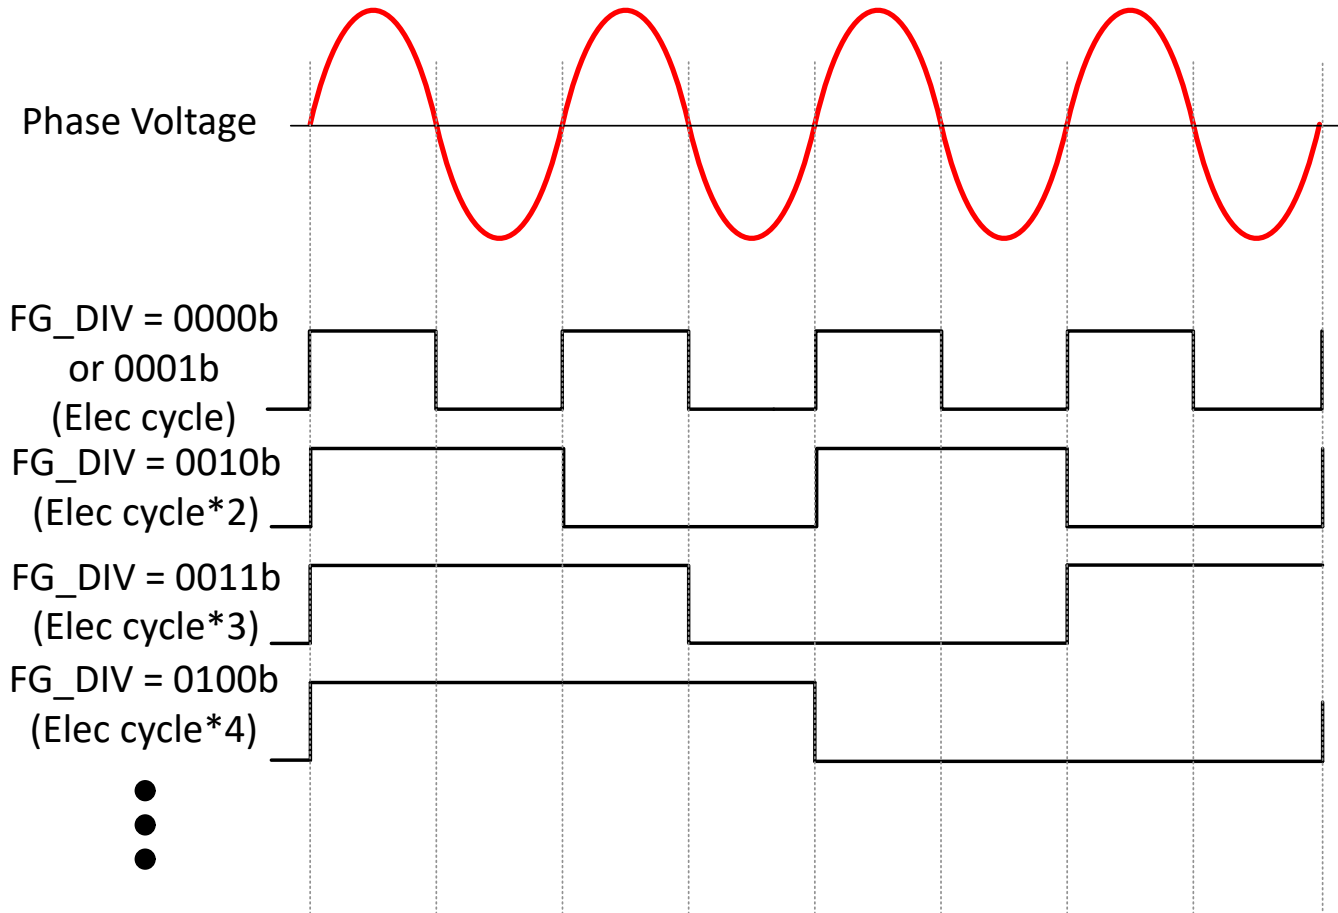 Phase Voltage
FG_DIV = 0000b
or 0001b
(Elec cycle)
FG_DIV = 0010b
(Elec cycle*2)
FG_DIV = 0011b
(Elec cycle*3)
FG_DIV = 0100b
(Elec cycle*4)